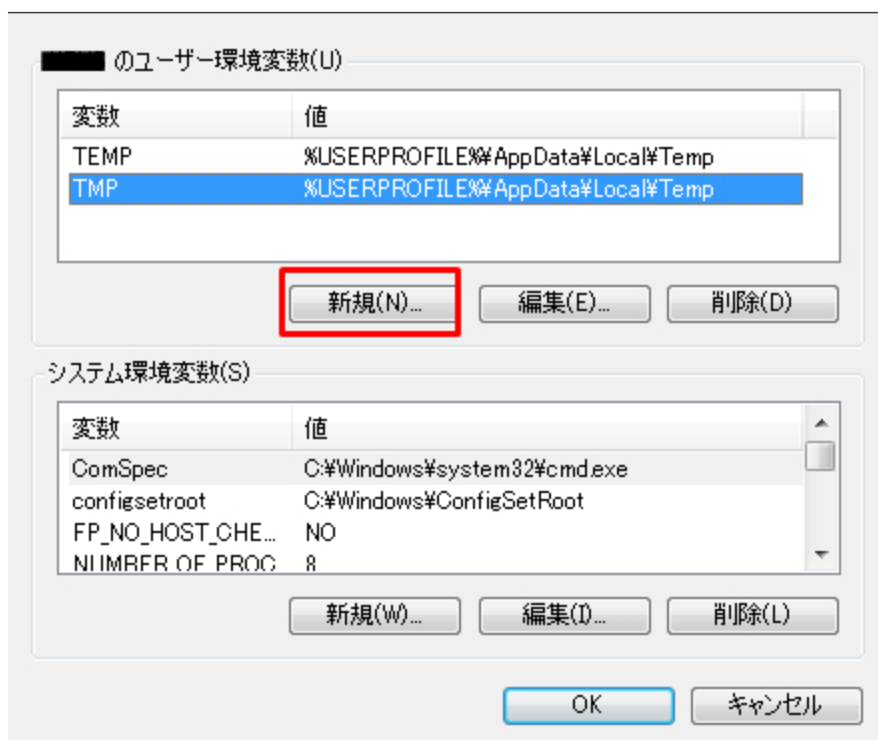 のユーザー環境変数(U)
変数 値
TEMP %USERPROFILE%¥AppData¥Local¥Temp
TMP %USERPROFILE%¥AppData¥Local¥Temp
新規(N)... 編集(E)... 削除(D)
システム環境変数(S)
変数 値
ComSpec C:¥Windows¥system32¥cmd.exe
configsetroot C:¥Windows¥ConfigSetRoot
FP_NO_HOST_CHE... NO
NUMBER OF PROC 8
新規(W)... 編集(I)... 削除(L)
OK キャンセル